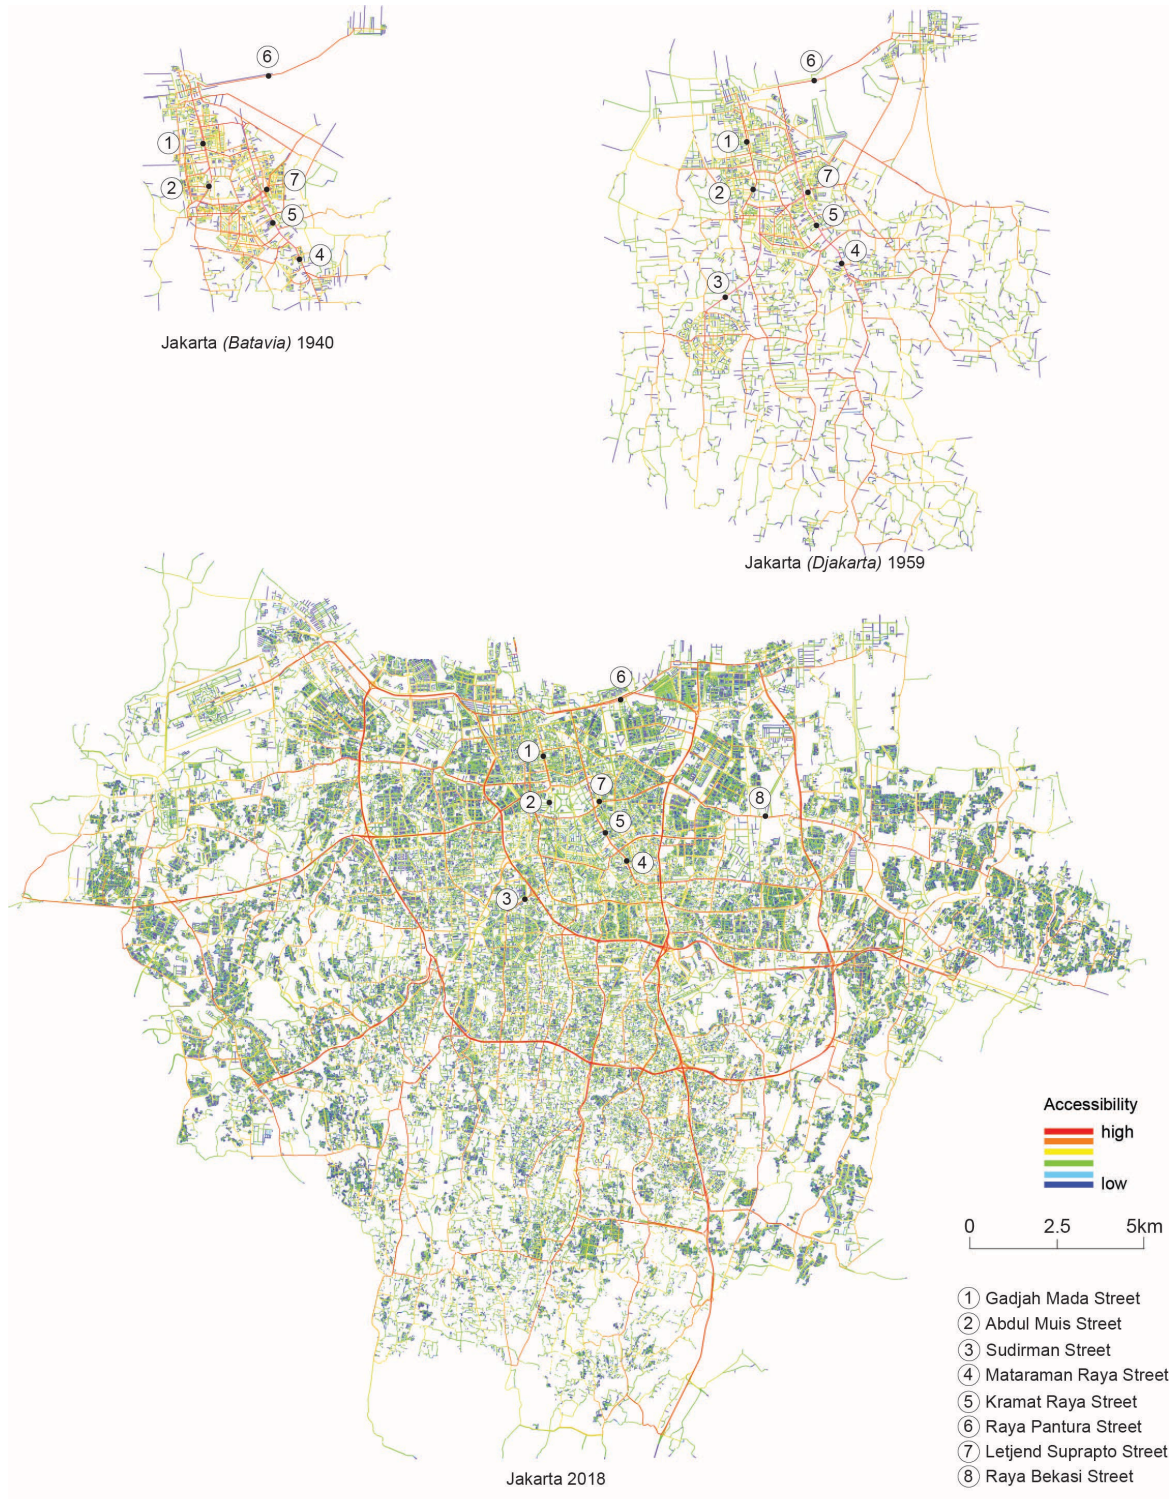 6
1
2
7
5
4
Jakarta (Batavia) 1940
6
1
2
7
5
4
3
Jakarta (Djakarta) 1959
6
1
7
2
8
5
4
3
Accessibility
high
low
0 2.5 5km
1 Gadjah Mada Street
2 Abdul Muis Street
3 Sudirman Street
4 Mataraman Raya Street
5 Kramat Raya Street
6 Raya Pantura Street
7 Letjend Suprapto Street
8 Raya Bekasi Street
Jakarta 2018